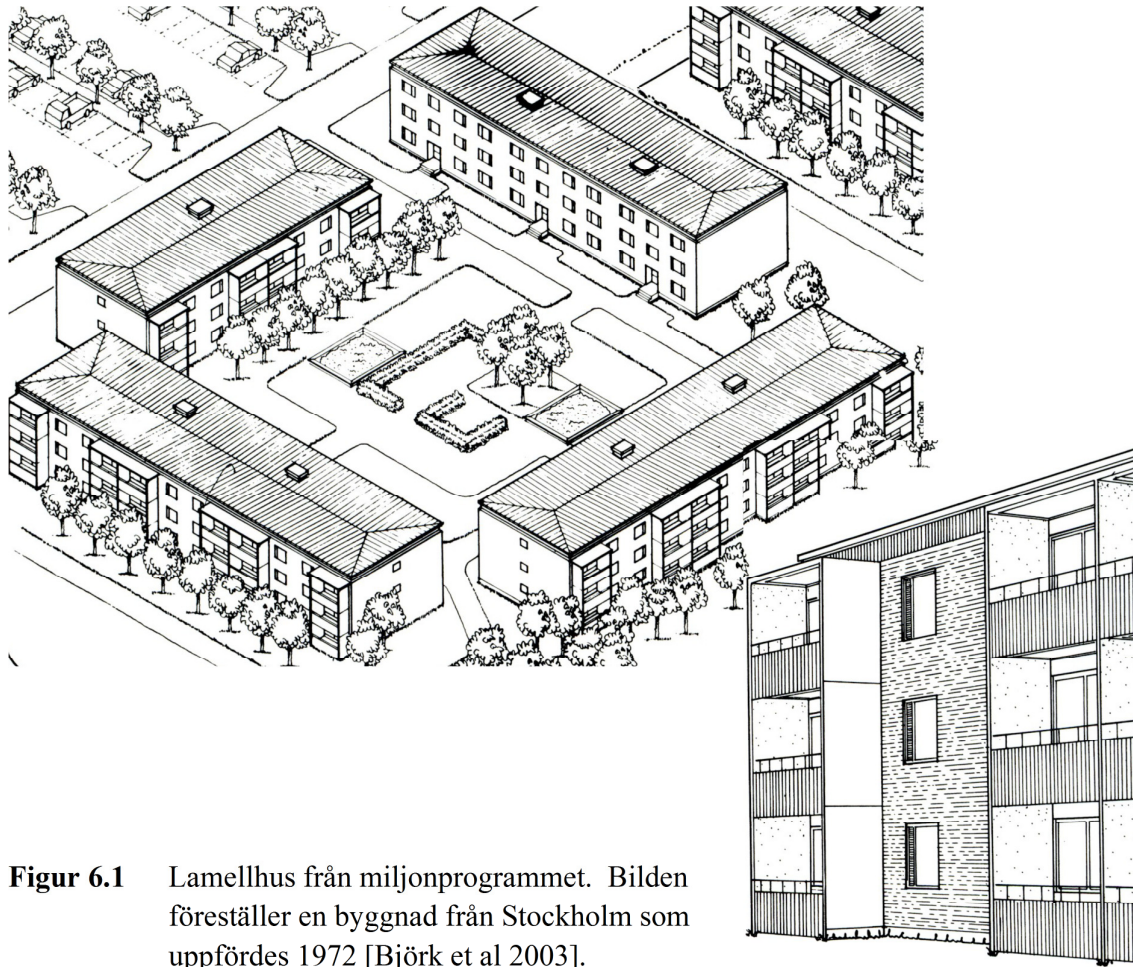 Figur 6.1 Lamellhus från miljonprogrammet. Bilden
föreställer en byggnad från Stockholm som
uppfördes 1972 [Björk et al 2003].